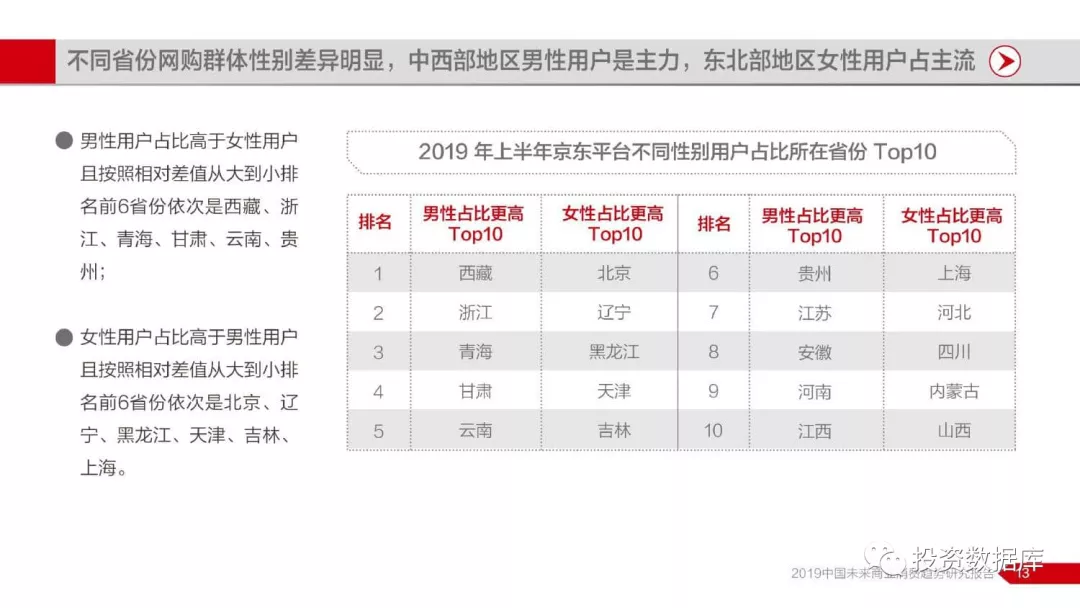 不同省份网购群体性别差异明显，中西部地区男性用户是主力，东北部地区女性用户占主流
男性用户占比高于女性用户
且按照相对差值从大到小排
名前6省份依次是西藏、浙
江、青海、甘肃、云南、贵
州；
女性用户占比高于男性用户
且按照相对差值从大到小排
名前6省份依次是北京、辽
宁、黑龙江、天津、吉林、
上海。
2019 年上半年京东平台不同性别用户占比所在省份 Top10
排名 男性占比更高 Top10 女性占比更高 Top10 排名 男性占比更高 Top10 女性占比更高 Top10
1 西藏 北京 6 贵州 上海
2 浙江 辽宁 7 江苏 河北
3 青海 黑龙江 8 安徽 四川
4 甘肃 天津 9 河南 内蒙古
5 云南 吉林 10 江西 山西
投资数据库
2019中国未来商业消费趋势研究报告 13